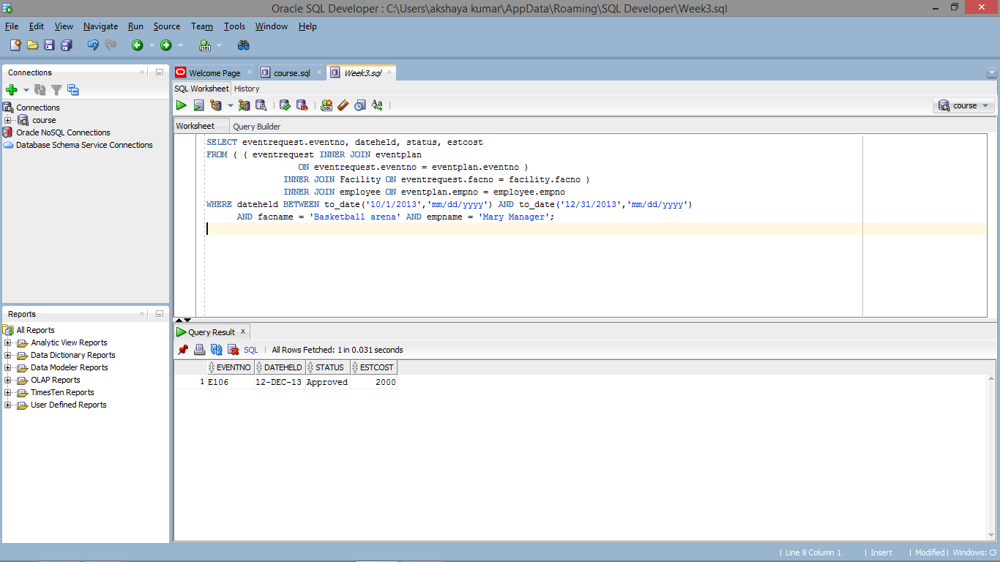 Oracle SQL Developer : C:\Users\akshaya kumar\AppData\Roaming\SQL Developer\Week3.sql
File Edit View Navigate Run Source Team Tools Window Help
Connections
Connections
course
Oracle NoSQL Connections
Database Schema Service Connections
Reports
All Reports
Analytic View Reports
Data Dictionary Reports
Data Modeler Reports
OLAP Reports
TimesTen Reports
User Defined Reports
Welcome Page course.sql Week3.sql
SQL Worksheet History
course
Worksheet Query Builder
SELECT eventrequest.eventno, dateheld, status, estcost
FROM ( ( eventrequest INNER JOIN eventplan
ON eventrequest.eventno = eventplan.eventno )
INNER JOIN Facility ON eventrequest.facno = facility.facno )
INNER JOIN employee ON eventplan.empno = employee.empno
WHERE dateheld BETWEEN to_date('10/1/2013','mm/dd/yyyy') AND to_date('12/31/2013','mm/dd/yyyy')
AND facname = 'Basketball arena' AND empname = 'Mary Manager';
Query Result
SQL | All Rows Fetched: 1 in 0.031 seconds
EVENTNO DATEHELD STATUS ESTCOST
1 E106 12-DEC-13 Approved 2000
| Line 8 Column 1 | Insert | Modified | Windows: CF